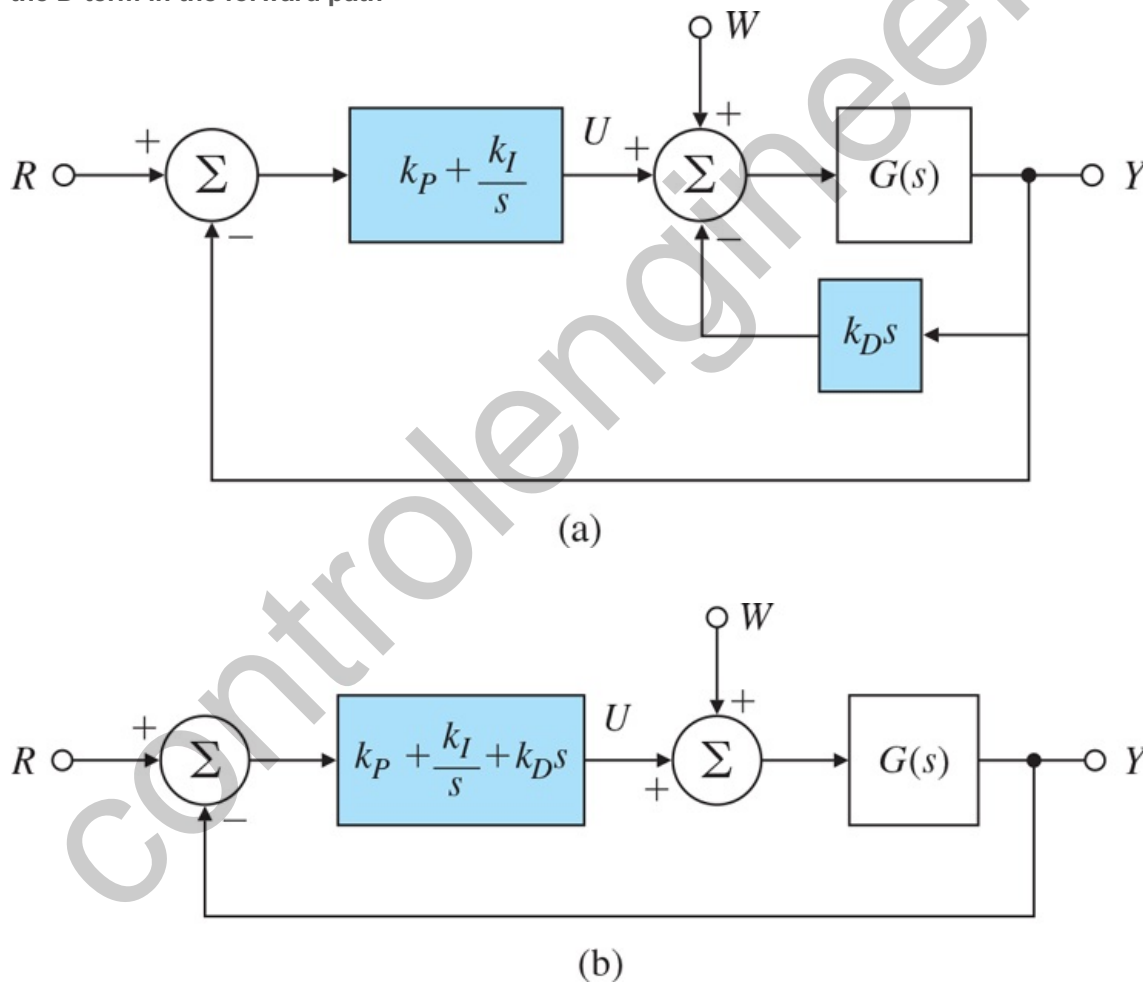 the D-term in the forward path
W
R + Σ − k_P + k_I/s U + + Σ − G(s) Y
k_D s
(a)
W
R + Σ − k_P + k_I/s + k_D s U + + Σ G(s) Y
(b)
controlengineer